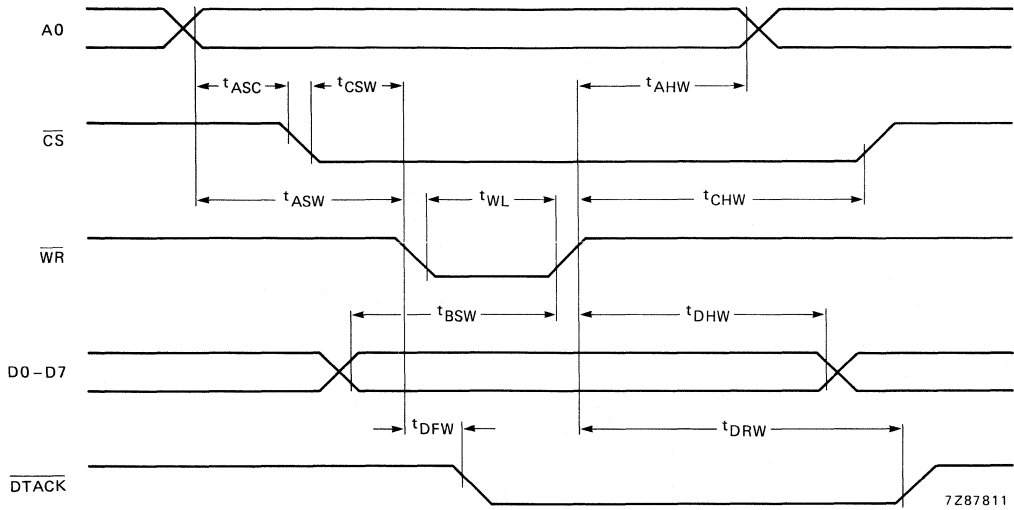 A0
tASC
tCSW
tAHW
CS
tASW
tWL
tCHW
WR
tBSW
tDHW
D0–D7
tDFW
tDRW
DTACK
7Z87811